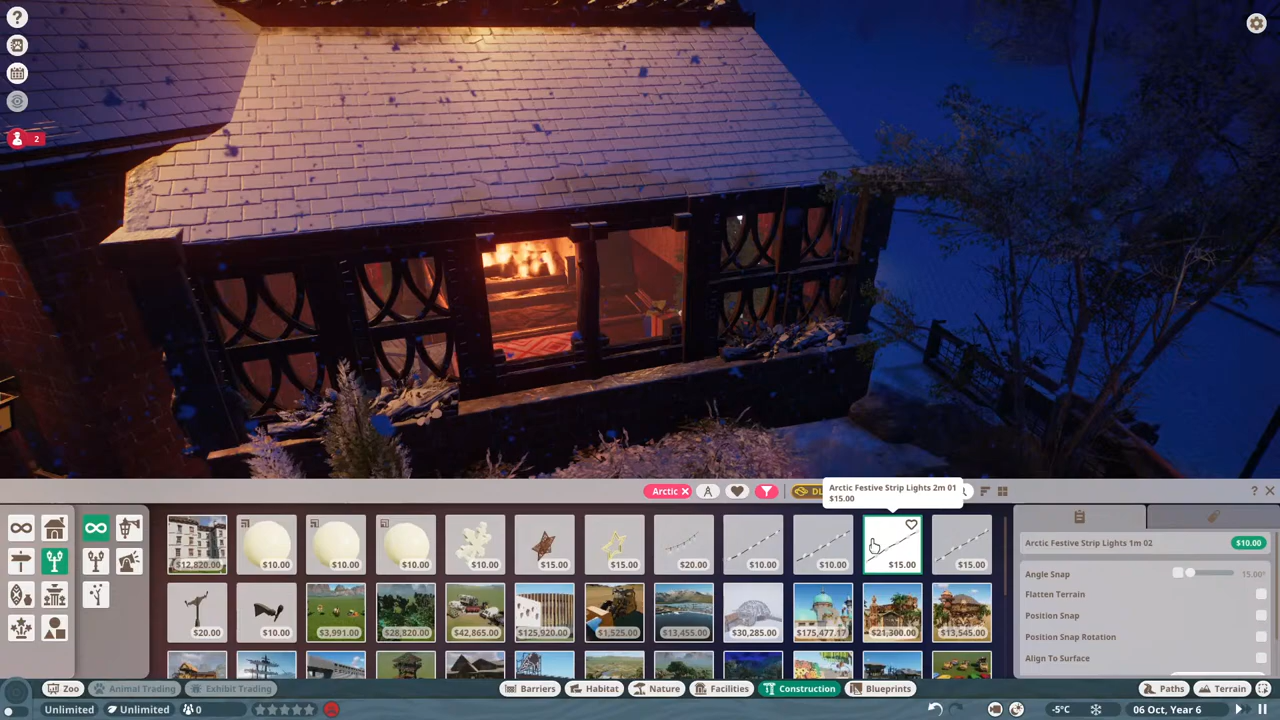 ?
2
Arctic ✕
DL
Arctic Festive Strip Lights 2m 01
$15.00
? ✕
$12,820.00
$10.00
$10.00
$10.00
$10.00
$15.00
$15.00
$20.00
$10.00
$10.00
$15.00
$15.00
Arctic Festive Strip Lights 1m 02
$10.00
Angle Snap
15.00°
Flatten Terrain
Position Snap
Position Snap Rotation
Align To Surface
$20.00
$10.00
$3,991.00
$28,820.00
$42,865.00
$125,920.00
$1,525.00
$13,455.00
$30,285.00
$175,477.17
$21,300.00
$13,545.00
Zoo
Animal Trading
Exhibit Trading
Barriers
Habitat
Nature
Facilities
Construction
Blueprints
Paths
Terrain
Unlimited
Unlimited
0
-5°C
06 Oct, Year 6